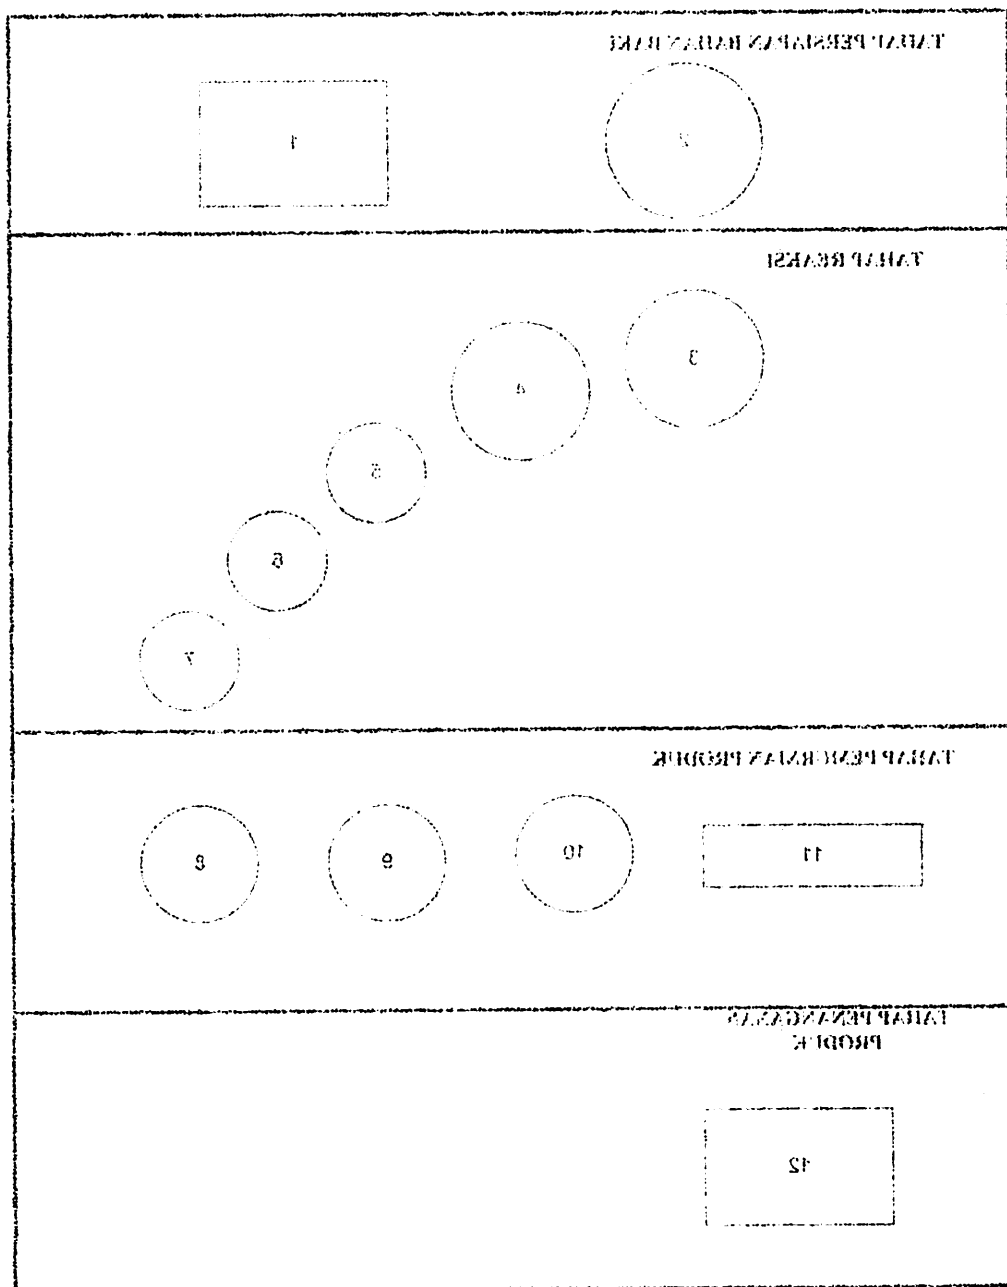 TAHAP PERSIAPAN BAHAN BAKU
1
2
TAHAP REAKSI
3
4
5
6
7
TAHAP PEMURNIAN PRODUK
8
9
10
11
TAHAP PENANGANAN
PRODUK
12